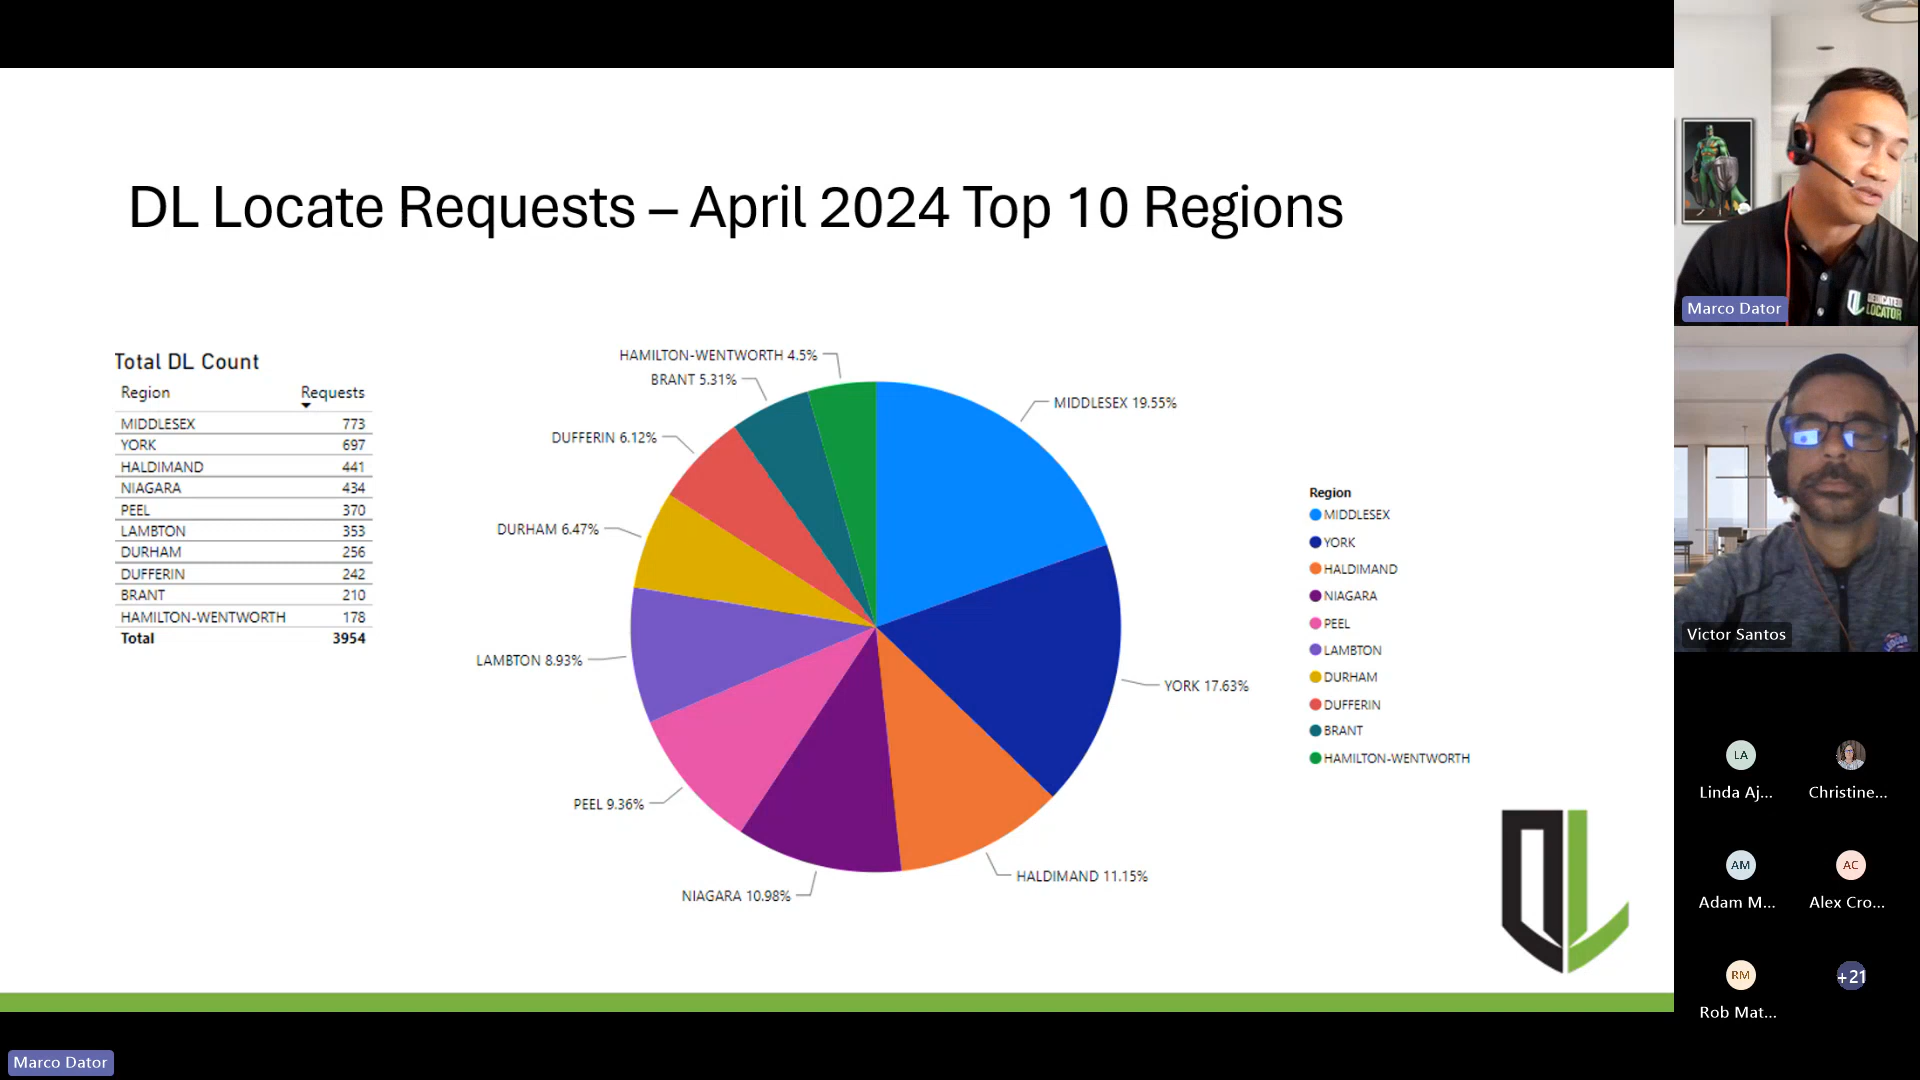 DL Locate Requests – April 2024 Top 10 Regions
Total DL Count
Region Requests
MIDDLESEX 773
YORK 697
HALDIMAND 441
NIAGARA 434
PEEL 370
LAMBTON 353
DURHAM 256
DUFFERIN 242
BRANT 210
HAMILTON-WENTWORTH 178
Total 3954
HAMILTON-WENTWORTH 4.5%
BRANT 5.31%
DUFFERIN 6.12%
DURHAM 6.47%
LAMBTON 8.93%
PEEL 9.36%
NIAGARA 10.98%
MIDDLESEX 19.55%
YORK 17.63%
HALDIMAND 11.15%
Region
MIDDLESEX
YORK
HALDIMAND
NIAGARA
PEEL
LAMBTON
DURHAM
DUFFERIN
BRANT
HAMILTON-WENTWORTH
DL
Marco Dator
DEDICATED
LOCATOR
Marco Dator
Victor Santos
LA
Linda Aj...
Christine...
AM
Adam M...
AC
Alex Cro...
RM
Rob Mat...
+21